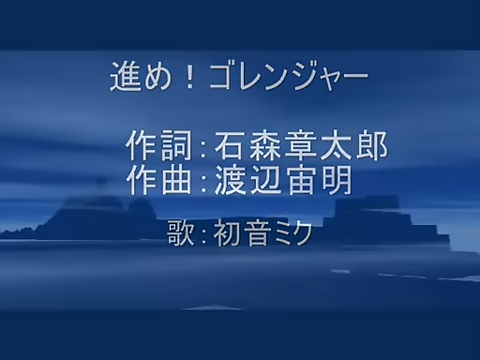 進め！ゴレンジャー
作詞：石森章太郎
作曲：渡辺宙明
歌：初音ミク